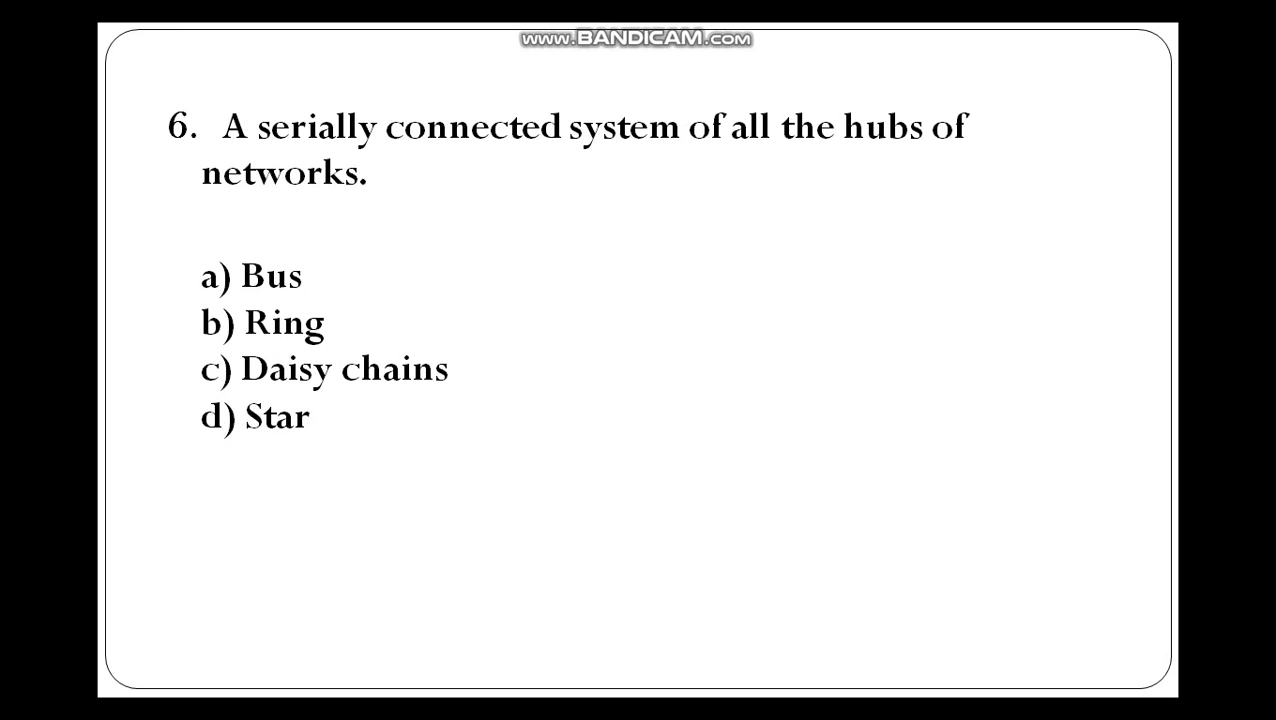 www.BANDICAM.com
6. A serially connected system of all the hubs of
networks.
a) Bus
b) Ring
c) Daisy chains
d) Star